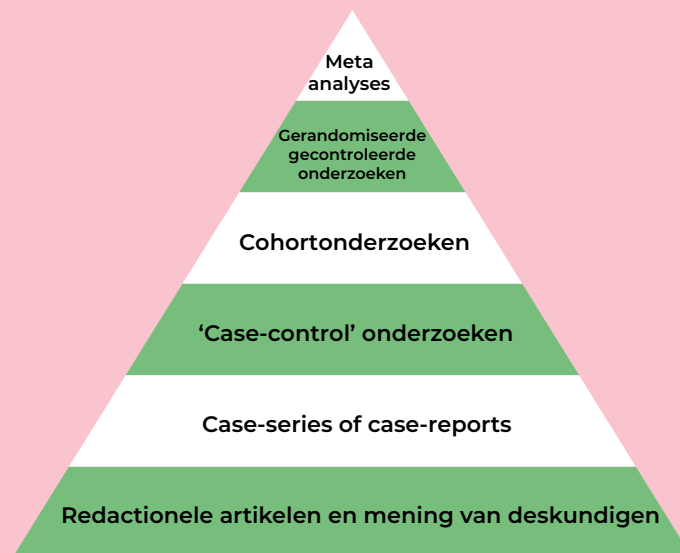 Meta
analyses
Gerandomiseerde
gecontroleerde
onderzoeken
Cohortonderzoeken
‘Case-control’ onderzoeken
Case-series of case-reports
Redactionele artikelen en mening van deskundigen